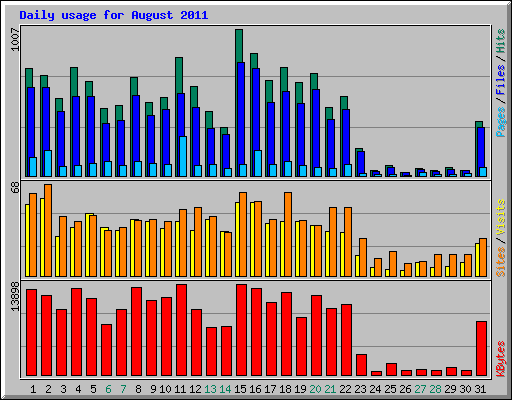 Daily usage for August 2011
1007
Pages / Files / Hits
68
Sites / Visits
13898
KBytes
1 2 3 4 5 6 7 8 9 10 11 12 13 14 15 16 17 18 19 20 21 22 23 24 25 26 27 28 29 30 31